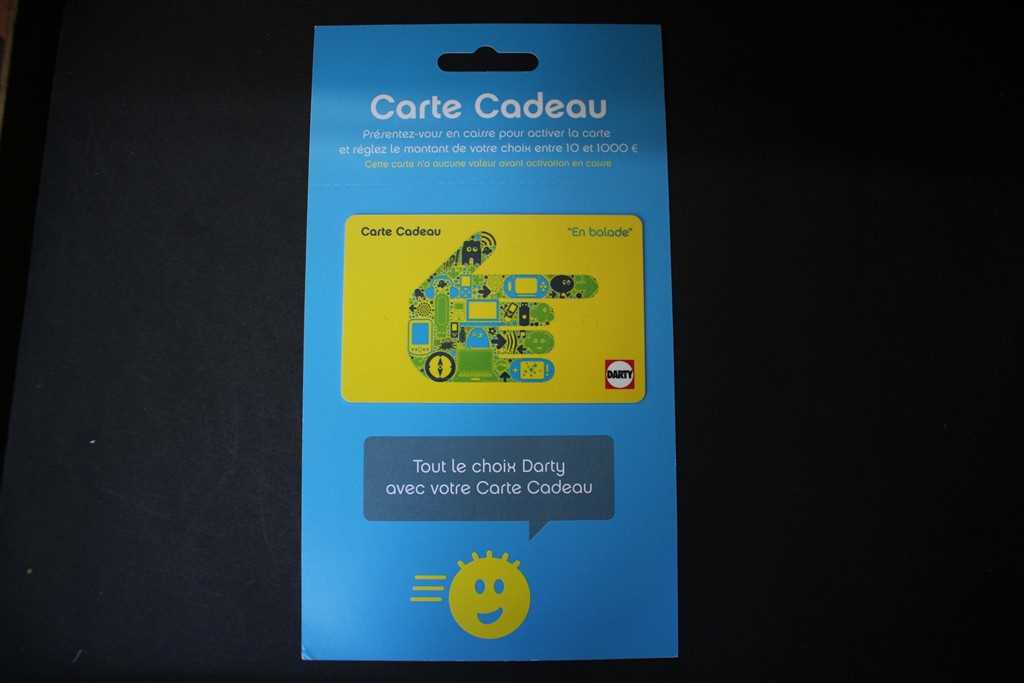 Carte Cadeau
Présentez-vous en caisse pour activer la carte
et réglez le montant de votre choix entre 10 et 1000 €
Cette carte n'a aucune valeur avant activation en caisse
Carte Cadeau "En balade"
DARTY
Tout le choix Darty
avec votre Carte Cadeau